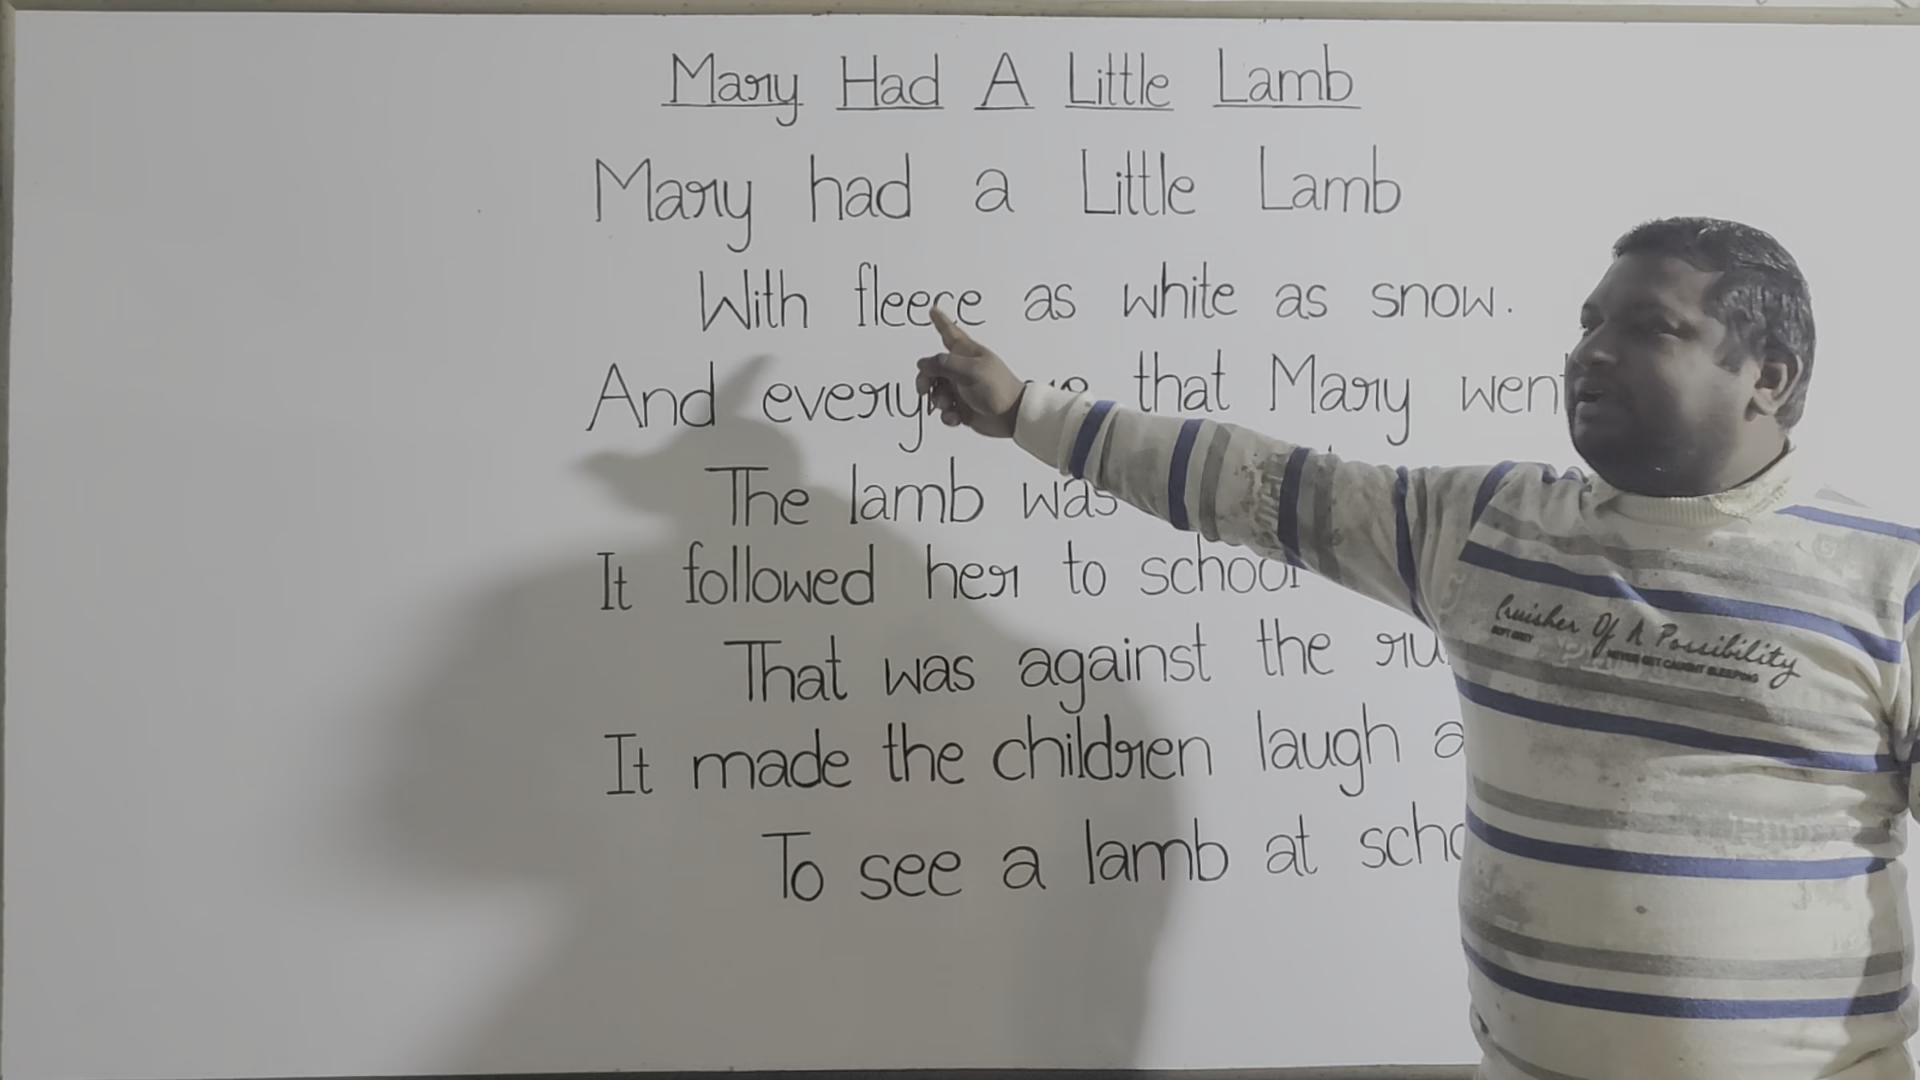 Mary Had A Little Lamb
Mary had a Little Lamb
With fleece as white as snow.
And that Mary went
The lamb was
It followed her to school
That was against the
It made the children laugh
To see a lamb at
Cruisher Of A Possibility